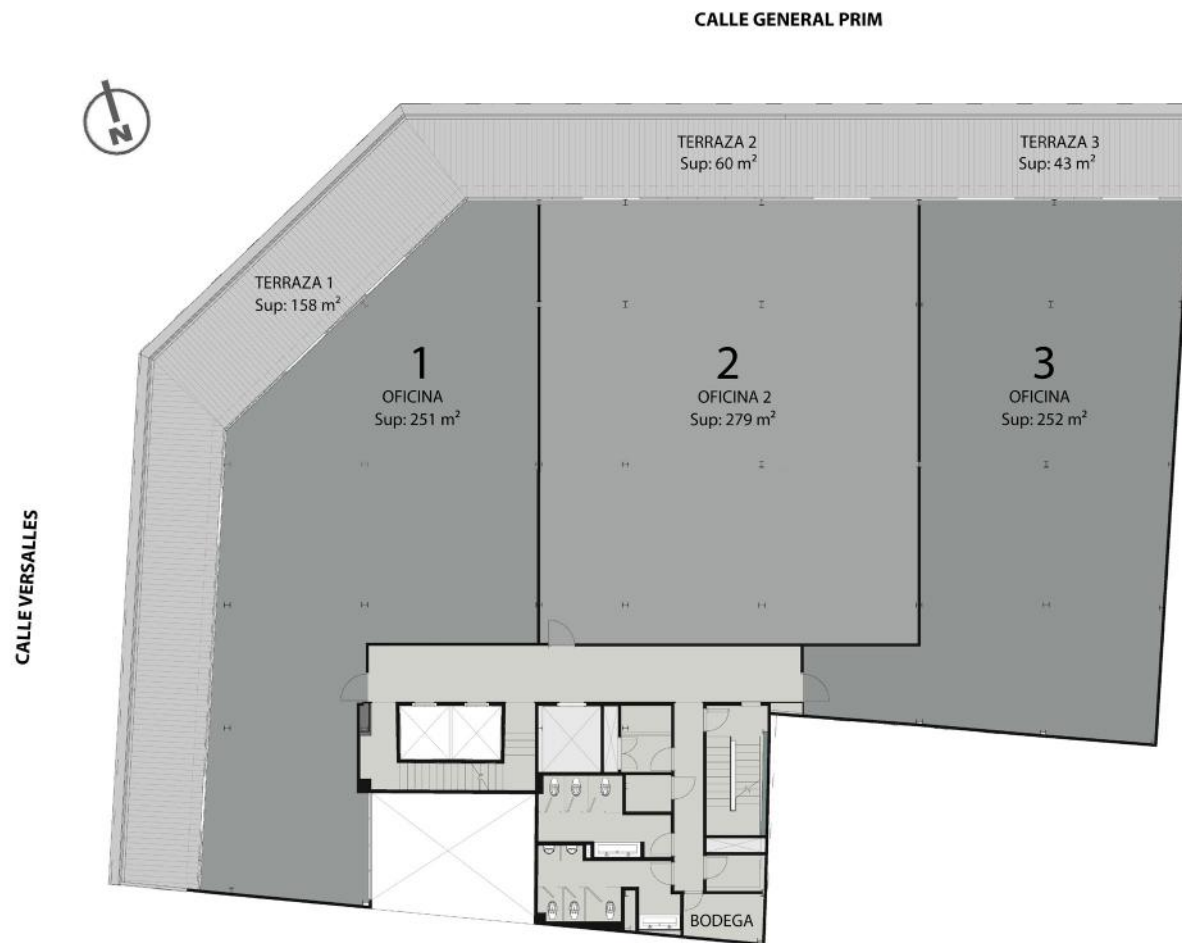 CALLE GENERAL PRIM
N
TERRAZA 2
Sup: 60 m²
TERRAZA 3
Sup: 43 m²
TERRAZA 1
Sup: 158 m²
1
OFICINA
Sup: 251 m²
2
OFICINA 2
Sup: 279 m²
3
OFICINA
Sup: 252 m²
CALLE VERSALLES
BODEGA